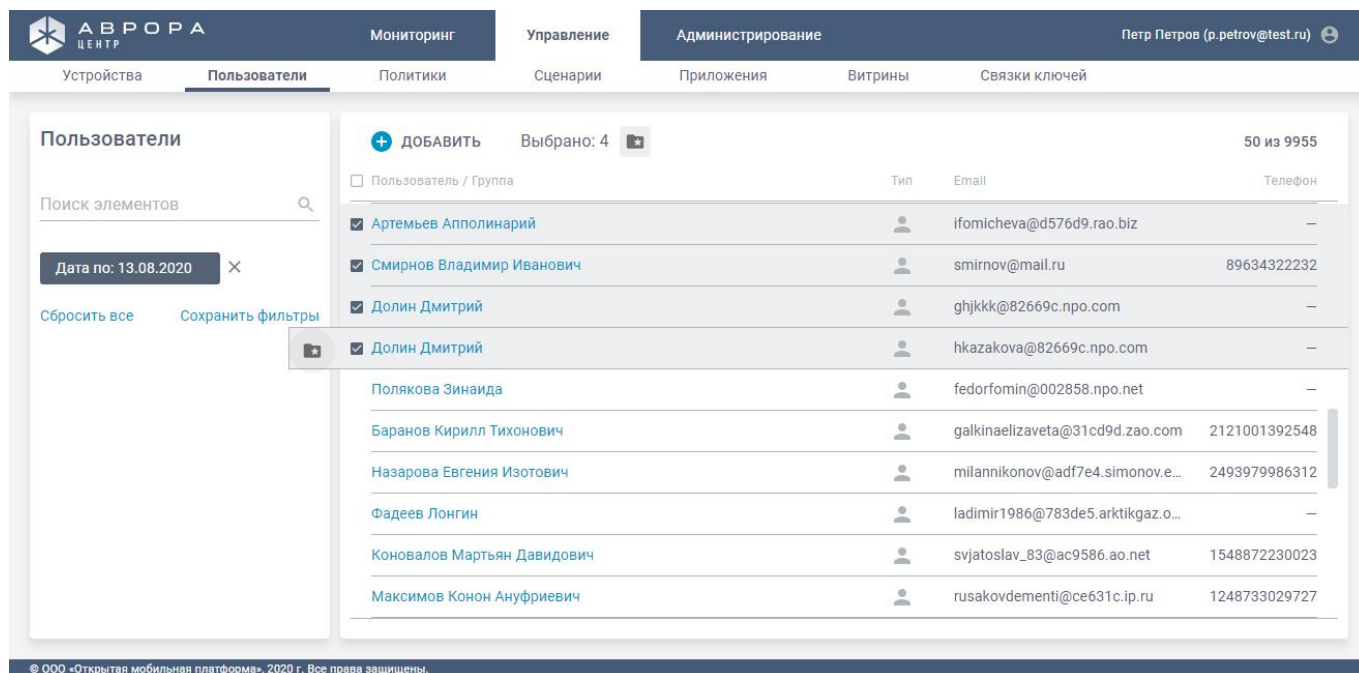 АВРОРА
ЦЕНТР
Мониторинг Управление Администрирование Петр Петров (p.petrov@test.ru)
Устройства Пользователи Политики Сценарии Приложения Витрины Связки ключей
Пользователи
Поиск элементов
Дата по: 13.08.2020
Сбросить все Сохранить фильтры
ДОБАВИТЬ Выбрано: 4 50 из 9955
Пользователь / Группа Тип Email Телефон
Артемьев Апполинарий ifomicheva@d576d9.rao.biz —
Смирнов Владимир Иванович smirnov@mail.ru 89634322232
Долин Дмитрий ghjkkk@82669c.npo.com —
Долин Дмитрий hkazakova@82669c.npo.com —
Полякова Зинаида fedorfomin@002858.npo.net —
Баранов Кирилл Тихонович galkinaelizaveta@31cd9d.zao.com 2121001392548
Назарова Евгения Изотович milannikonov@adf7e4.simonov.e... 2493979986312
Фадеев Лонгин ladimir1986@783de5.arktikgaz.o... —
Коновалов Мартьян Давидович svjatoslav_83@ac9586.ao.net 1548872230023
Максимов Конон Ануфриевич rusakovdementi@ce631c.ip.ru 1248733029727
© ООО «Открытая мобильная платформа», 2020 г. Все права защищены.